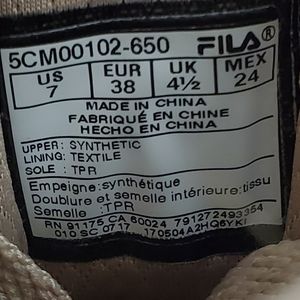 5CM00102-650 FILA®
US EUR UK MEX
7 38 4½ 24
MADE IN CHINA
FABRIQUÉ EN CHINE
HECHO EN CHINA
UPPER: SYNTHETIC
LINING: TEXTILE
SOLE : TPR
Empeigne:synthétique
Doublure et semelle intérieure:tissu
Semelle :TPR
RN 91175 CA 60024 791272493354
010 SC 0717 170504A2HQ6YKI